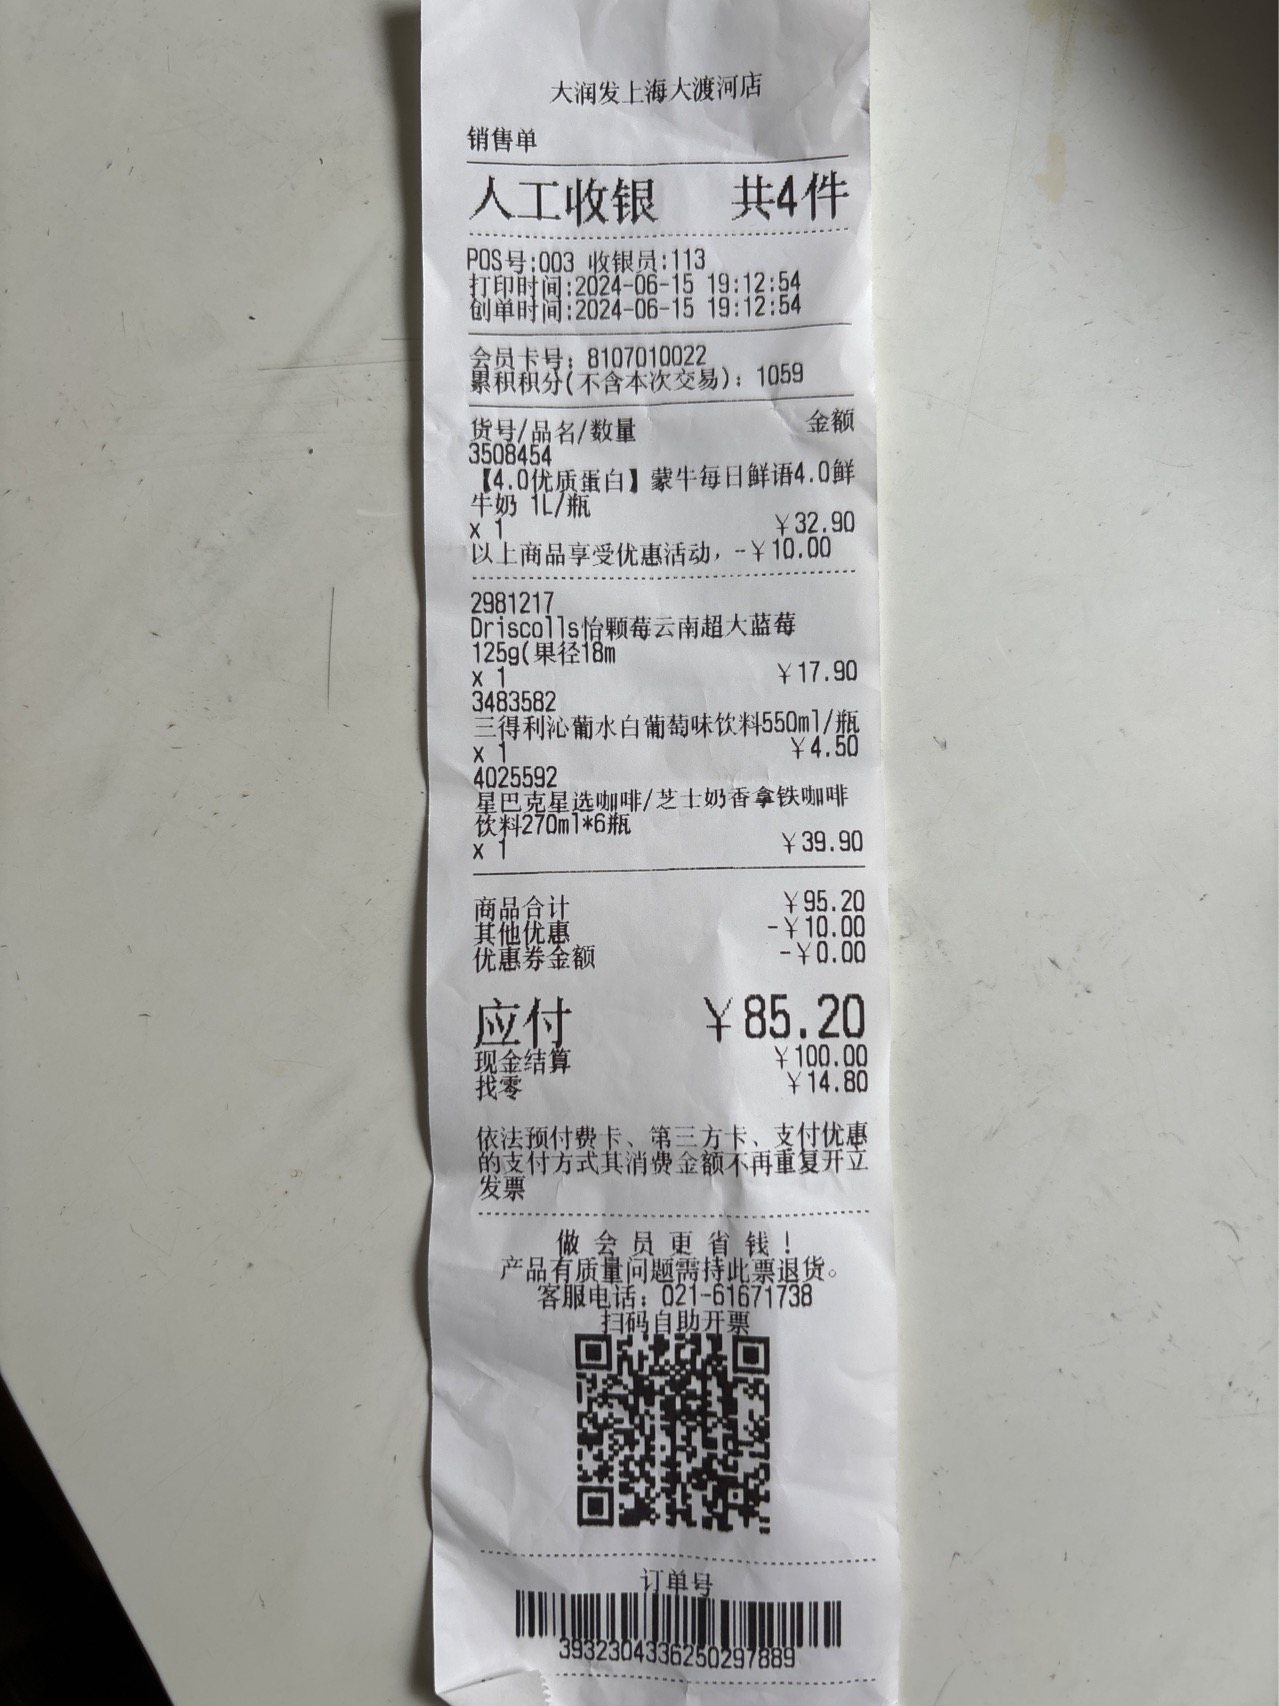 大润发上海大渡河店
销售单
人工收银 共4件
POS号:003 收银员:113
打印时间:2024-06-15 19:12:54
创单时间:2024-06-15 19:12:54
会员卡号：8107010022
累积积分(不含本次交易)：1059
货号/品名/数量 金额
3508454
【4.0优质蛋白】蒙牛每日鲜语4.0鲜
牛奶 1L/瓶
x 1 ￥32.90
以上商品享受优惠活动，-￥10.00
2981217
Driscolls怡颗莓云南超大蓝莓
125g(果径18m
x 1 ￥17.90
3483582
三得利沁葡水白葡萄味饮料550ml/瓶
x 1 ￥4.50
4025592
星巴克星选咖啡/芝士奶香拿铁咖啡
饮料270ml*6瓶
x 1 ￥39.90
商品合计 ￥95.20
其他优惠 -￥10.00
优惠券金额 -￥0.00
应付 ￥85.20
现金结算 ￥100.00
找零 ￥14.80
依法预付费卡、第三方卡、支付优惠
的支付方式其消费金额不再重复开立
发票
做会员更省钱！
产品有质量问题需持此票退货。
客服电话：021-61671738
扫码自助开票
订单号
3932304336250297889